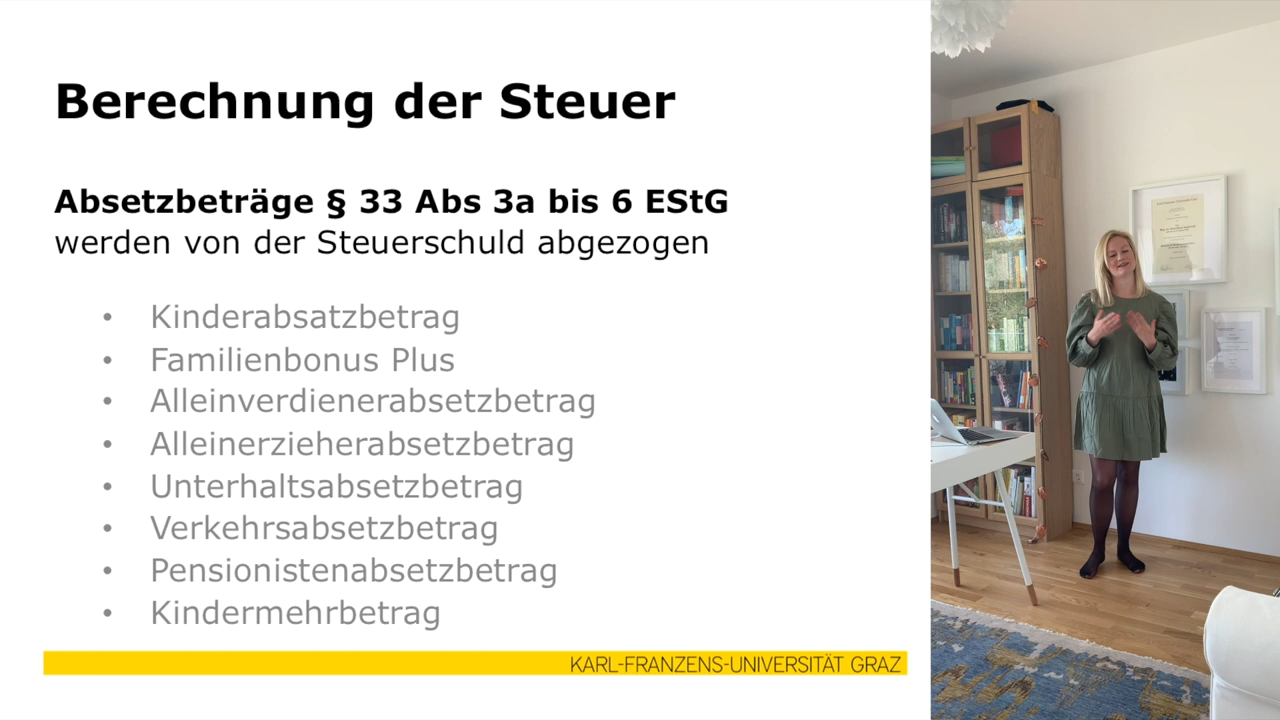 Berechnung der Steuer
Absetzbeträge § 33 Abs 3a bis 6 EStG
werden von der Steuerschuld abgezogen
• Kinderabsatzbetrag
• Familienbonus Plus
• Alleinverdienerabsetzbetrag
• Alleinerzieherabsetzbetrag
• Unterhaltsabsetzbetrag
• Verkehrsabsetzbetrag
• Pensionistenabsetzbetrag
• Kindermehrbetrag
KARL-FRANZENS-UNIVERSITÄT GRAZ